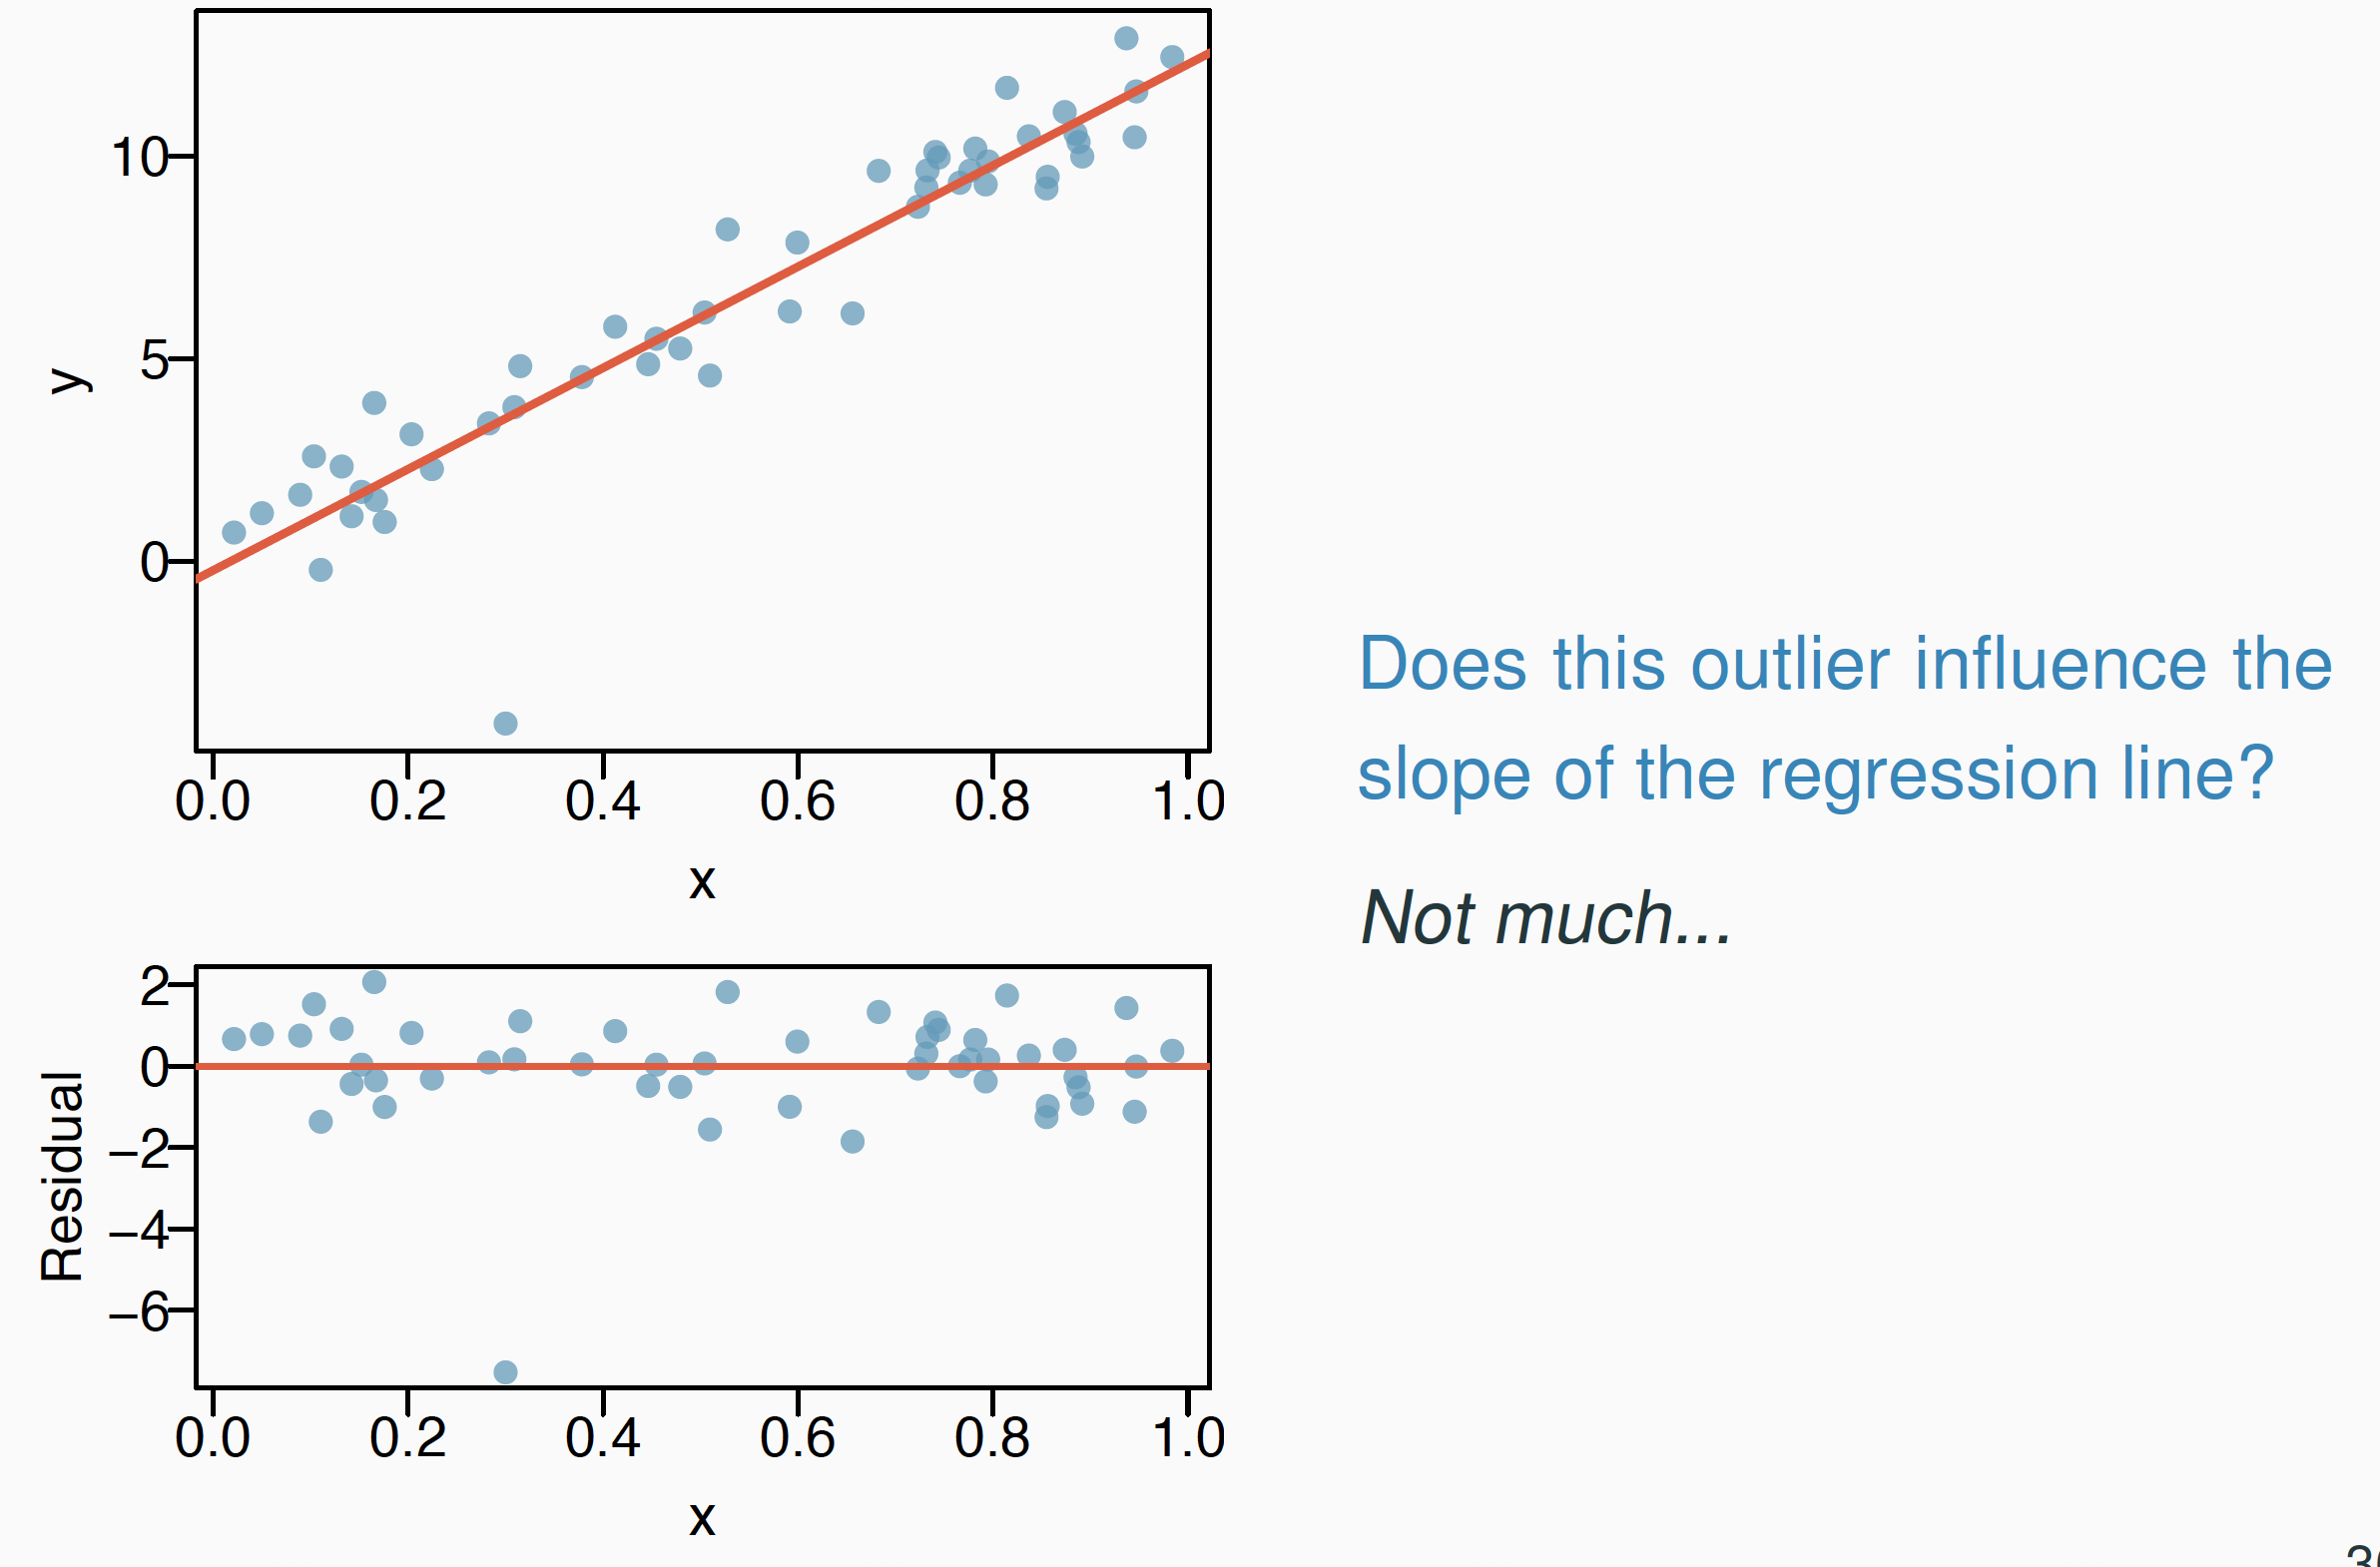 10
5
0
y
0.0 0.2 0.4 0.6 0.8 1.0
x
Does this outlier influence the
slope of the regression line?
Not much...
2
0
−2
−4
−6
Residual
0.0 0.2 0.4 0.6 0.8 1.0
x